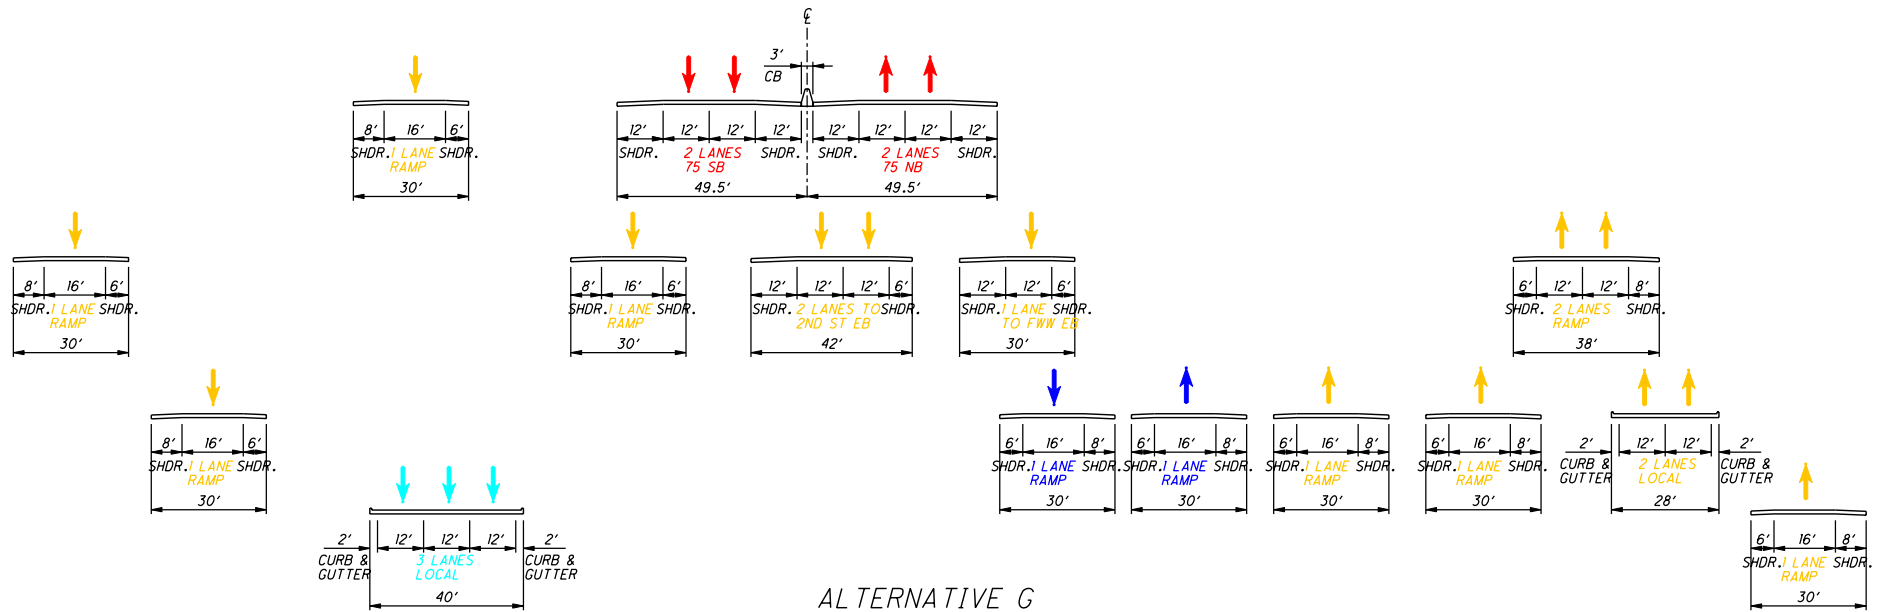 ℄
3'
CB
8' 16' 6'
SHDR. 1 LANE SHDR.
RAMP
30'
12' 12' 12' 12' 12' 12' 12' 12'
SHDR. 2 LANES SHDR. SHDR. 2 LANES SHDR.
75 SB 75 NB
49.5' 49.5'
8' 16' 6'
SHDR. 1 LANE SHDR.
RAMP
30'
8' 16' 6'
SHDR. 1 LANE SHDR.
RAMP
30'
12' 12' 12' 6'
SHDR. 2 LANES TO SHDR.
2ND ST EB
42'
12' 12' 6'
SHDR. 1 LANE SHDR.
TO FWW EB
30'
6' 12' 12' 8'
SHDR. 2 LANES SHDR.
RAMP
38'
8' 16' 6'
SHDR. 1 LANE SHDR.
RAMP
30'
6' 16' 8'
SHDR. 1 LANE SHDR.
RAMP
30'
6' 16' 8'
SHDR. 1 LANE SHDR.
RAMP
30'
6' 16' 8'
SHDR. 1 LANE SHDR.
RAMP
30'
6' 16' 8'
SHDR. 1 LANE SHDR.
RAMP
30'
2' 12' 12' 2'
CURB & 2 LANES CURB &
GUTTER LOCAL GUTTER
28'
2' 12' 12' 12' 2'
CURB & 3 LANES CURB &
GUTTER LOCAL GUTTER
40'
6' 16' 8'
SHDR. 1 LANE SHDR.
RAMP
30'
ALTERNATIVE G